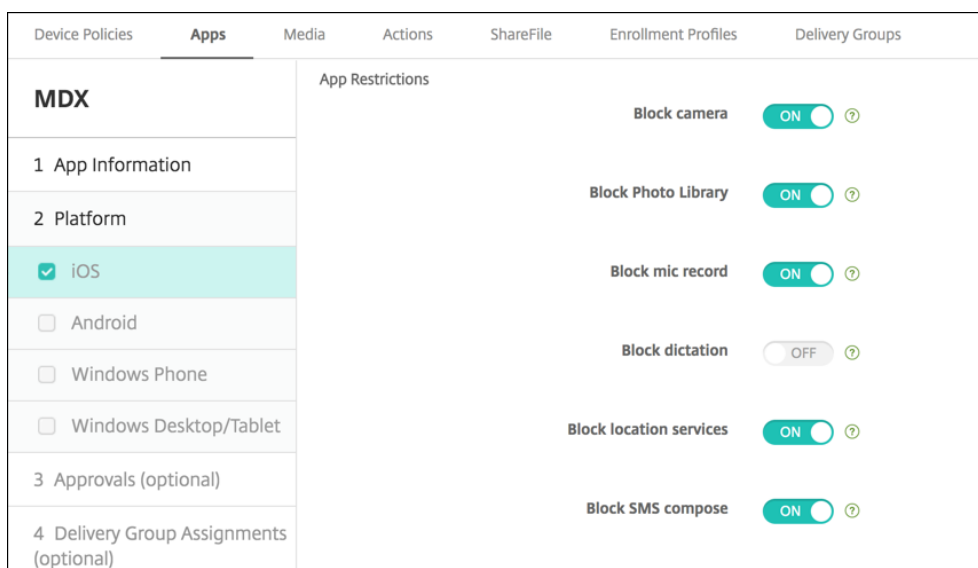 Device Policies Apps Media Actions ShareFile Enrollment Profiles Delivery Groups
MDX
1 App Information
2 Platform
iOS
Android
Windows Phone
Windows Desktop/Tablet
3 Approvals (optional)
4 Delivery Group Assignments
(optional)
App Restrictions
Block camera ON ?
Block Photo Library ON ?
Block mic record ON ?
Block dictation OFF ?
Block location services ON ?
Block SMS compose ON ?